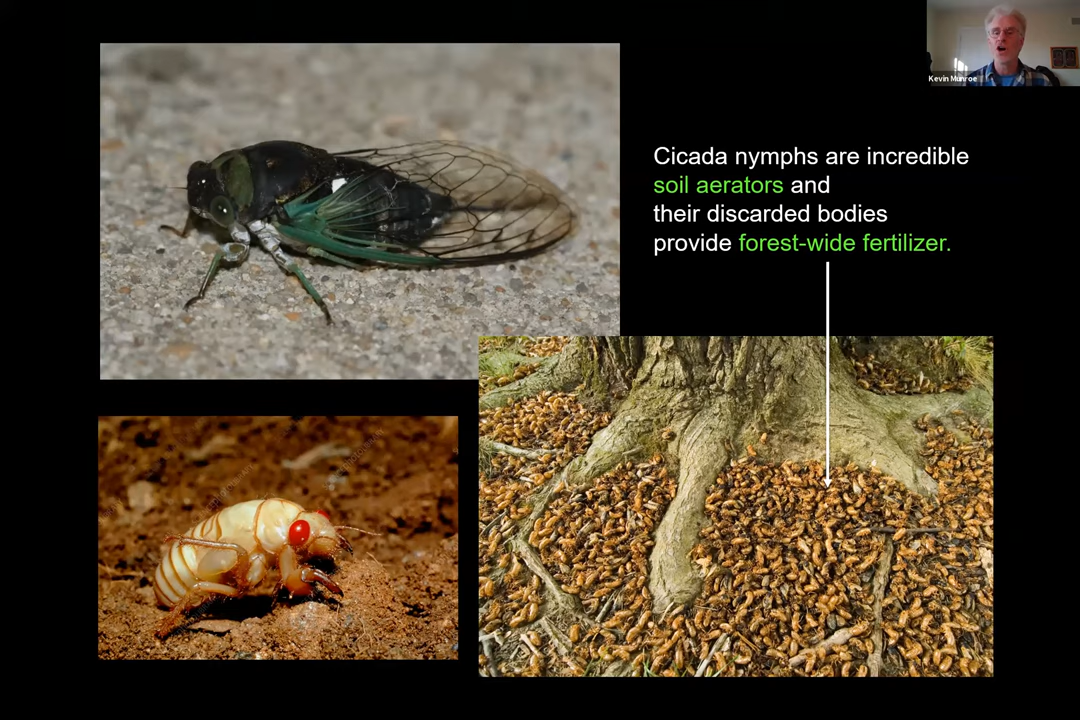 Kevin Munroe
Cicada nymphs are incredible
soil aerators and
their discarded bodies
provide forest-wide fertilizer.